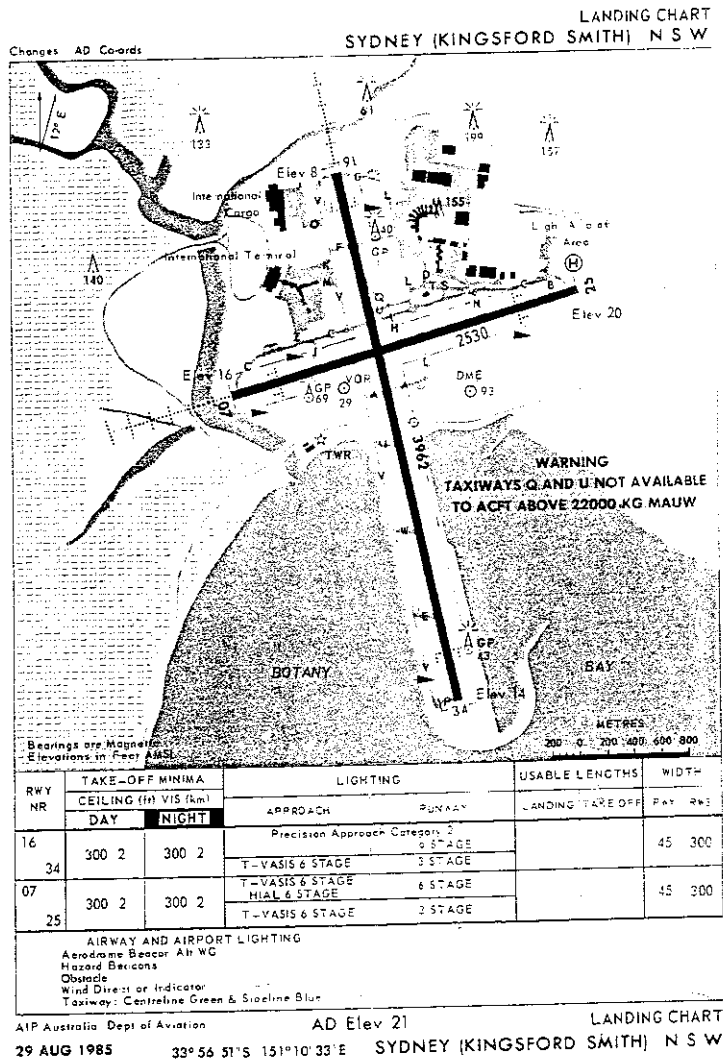 LANDING CHART
Changes AD Co-ords
SYDNEY (KINGSFORD SMITH) N S W
12° E
133
61
199
157
Elev 8
16
G
International
Cargo
V
L
155
40
GP
F
Light Aircraft
Area
H
140
International Terminal
K
M
V
L
D
T S
Q
H
N
C
B
25
Elev 20
Z
C
J
2530
Elev 16
C
07
AGP
69
VOR
29
A
A
L
DME
93
TWR
3962
V
WARNING
TAXIWAYS Q AND U NOT AVAILABLE
TO ACFT ABOVE 22000 KG MAUW
W
E
GP
43
V
BOTANY
BAY
34
Elev 14
METRES
200 0 200 400 600 800
Bearings are Magnetic
Elevations in Feet AMSL
RWY
NR
TAKE-OFF MINIMA
CEILING (ft) VIS (km)
DAY
NIGHT
LIGHTING
APPROACH
RUNWAY
USABLE LENGTHS
LANDING TAKE OFF
WIDTH
RWY
16
34
300 2
300 2
Precision Approach Category 2
6 STAGE
T-VASIS 6 STAGE
3 STAGE
45
300
07
25
300 2
300 2
T-VASIS 6 STAGE
HIAL 6 STAGE
6 STAGE
T-VASIS 6 STAGE
3 STAGE
45
300
AIRWAY AND AIRPORT LIGHTING
Aerodrome Beacon Alt WG
Hazard Beacons
Obstacle
Wind Direction Indicator
Taxiway: Centreline Green & Sideline Blue
AIP Australia Dept of Aviation
AD Elev 21
LANDING CHART
29 AUG 1985
33° 56 51"S 151°10'33"E
SYDNEY (KINGSFORD SMITH) N S W